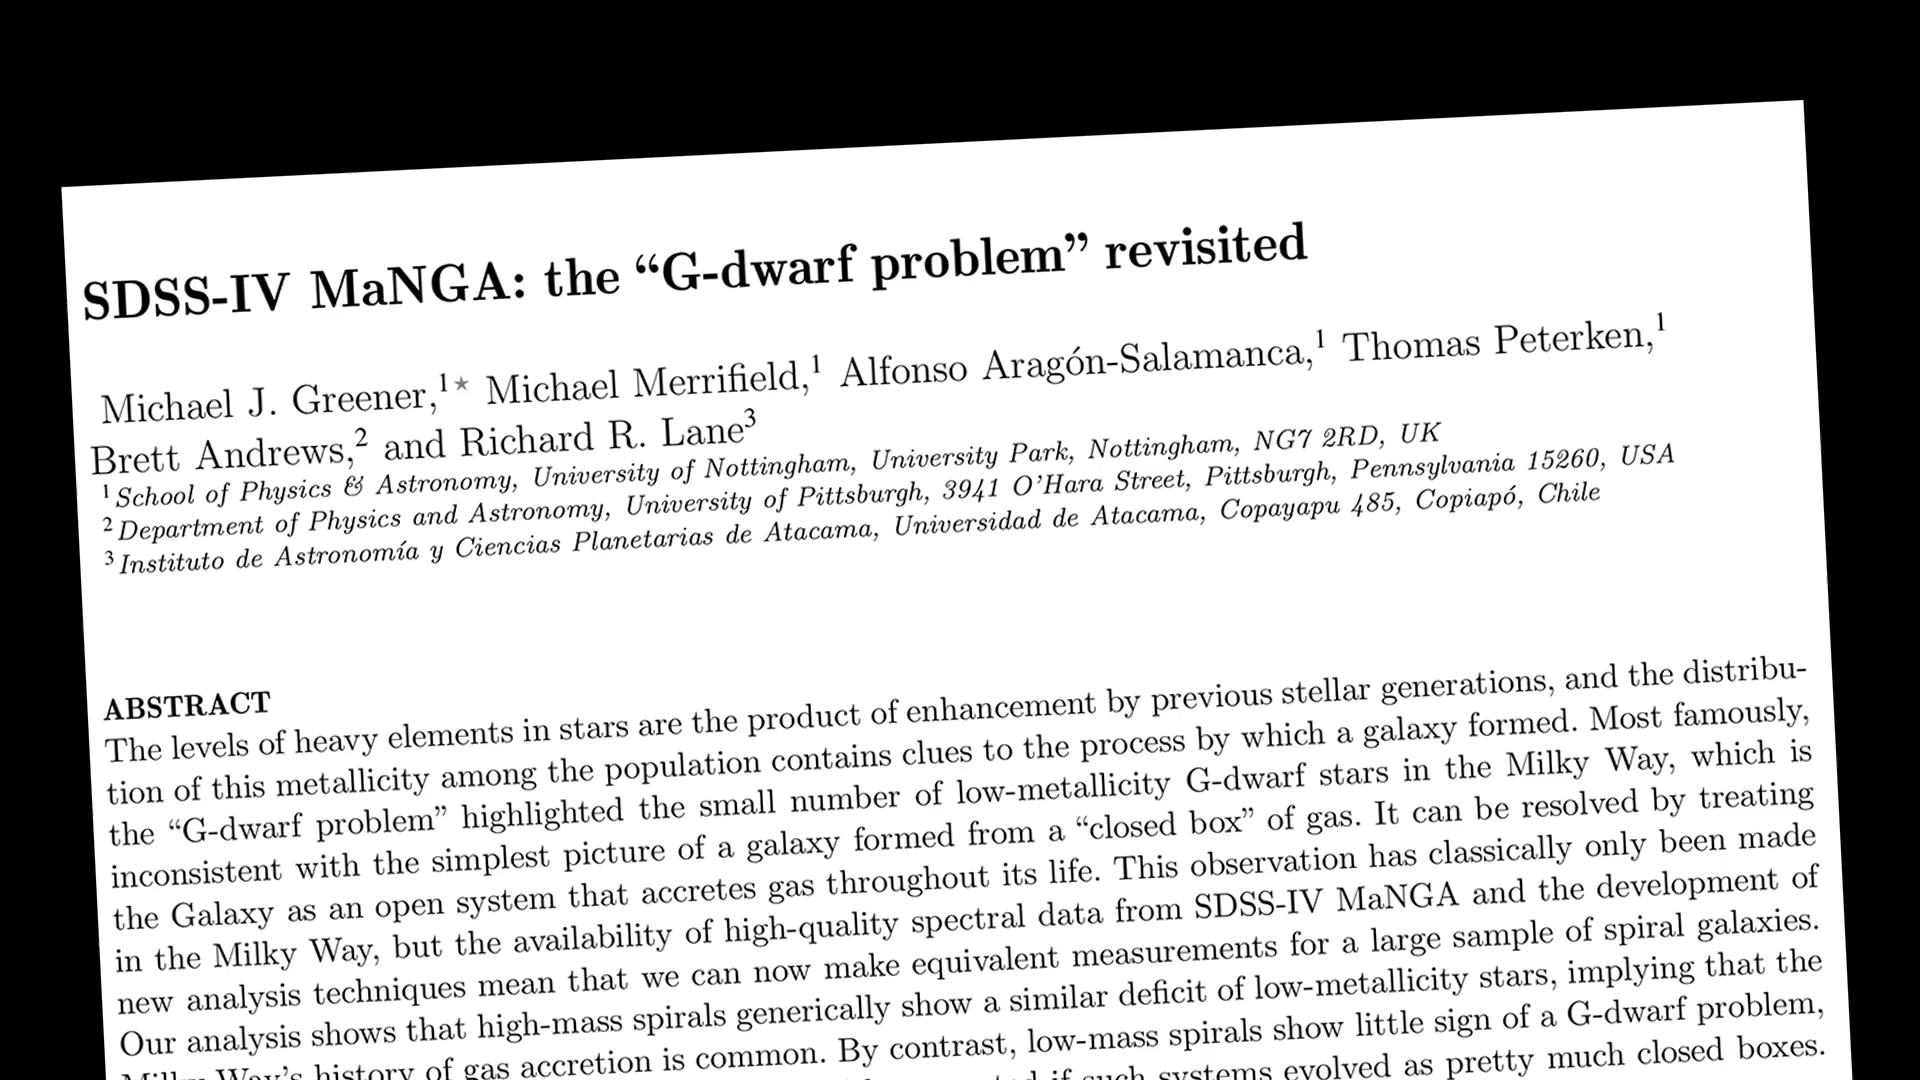 SDSS-IV MaNGA: the “G-dwarf problem” revisited
Michael J. Greener,¹★ Michael Merrifield,¹ Alfonso Aragón-Salamanca,¹ Thomas Peterken,¹
Brett Andrews,² and Richard R. Lane³
¹ School of Physics & Astronomy, University of Nottingham, University Park, Nottingham, NG7 2RD, UK
² Department of Physics and Astronomy, University of Pittsburgh, 3941 O’Hara Street, Pittsburgh, Pennsylvania 15260, USA
³ Instituto de Astronomía y Ciencias Planetarias de Atacama, Universidad de Atacama, Copayapu 485, Copiapó, Chile
ABSTRACT
The levels of heavy elements in stars are the product of enhancement by previous stellar generations, and the distribu-
tion of this metallicity among the population contains clues to the process by which a galaxy formed. Most famously,
the “G-dwarf problem” highlighted the small number of low-metallicity G-dwarf stars in the Milky Way, which is
inconsistent with the simplest picture of a galaxy formed from a “closed box” of gas. It can be resolved by treating
the Galaxy as an open system that accretes gas throughout its life. This observation has classically only been made
in the Milky Way, but the availability of high-quality spectral data from SDSS-IV MaNGA and the development of
new analysis techniques mean that we can now make equivalent measurements for a large sample of spiral galaxies.
Our analysis shows that high-mass spirals generically show a similar deficit of low-metallicity stars, implying that the
Milky Way’s history of gas accretion is common. By contrast, low-mass spirals show little sign of a G-dwarf problem,
if such systems evolved as pretty much closed boxes.